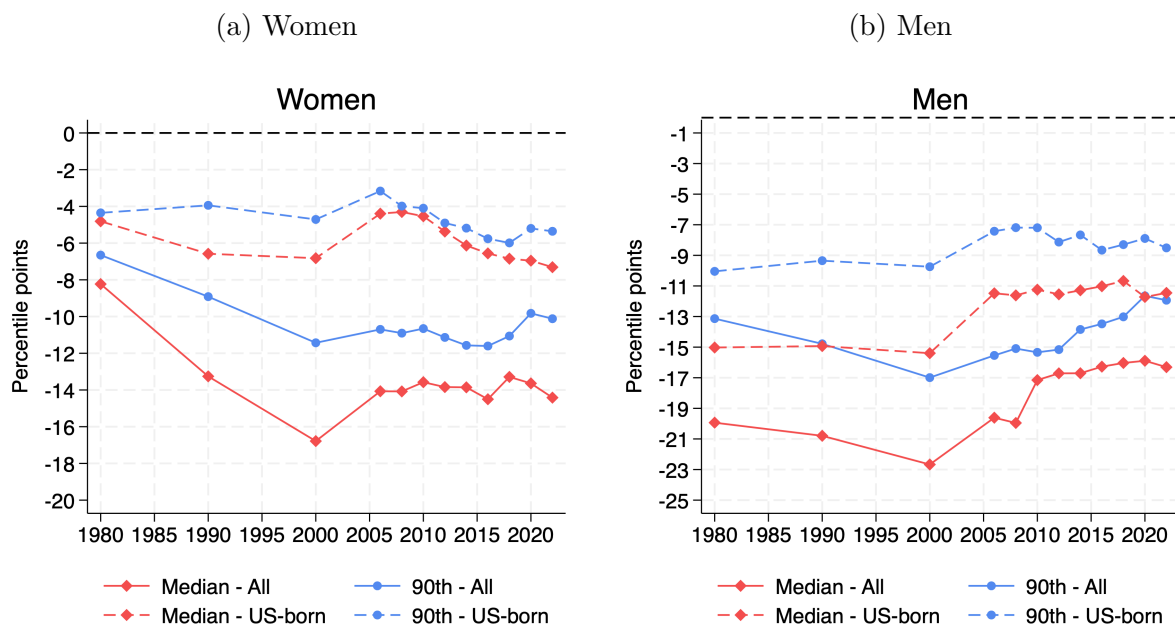 (a) Women
Women
Percentile points
0
-2
-4
-6
-8
-10
-12
-14
-16
-18
-20
1980 1985 1990 1995 2000 2005 2010 2015 2020
Median - All 90th - All
Median - US-born 90th - US-born
(b) Men
Men
Percentile points
-1
-3
-5
-7
-9
-11
-13
-15
-17
-19
-21
-23
-25
1980 1985 1990 1995 2000 2005 2010 2015 2020
Median - All 90th - All
Median - US-born 90th - US-born